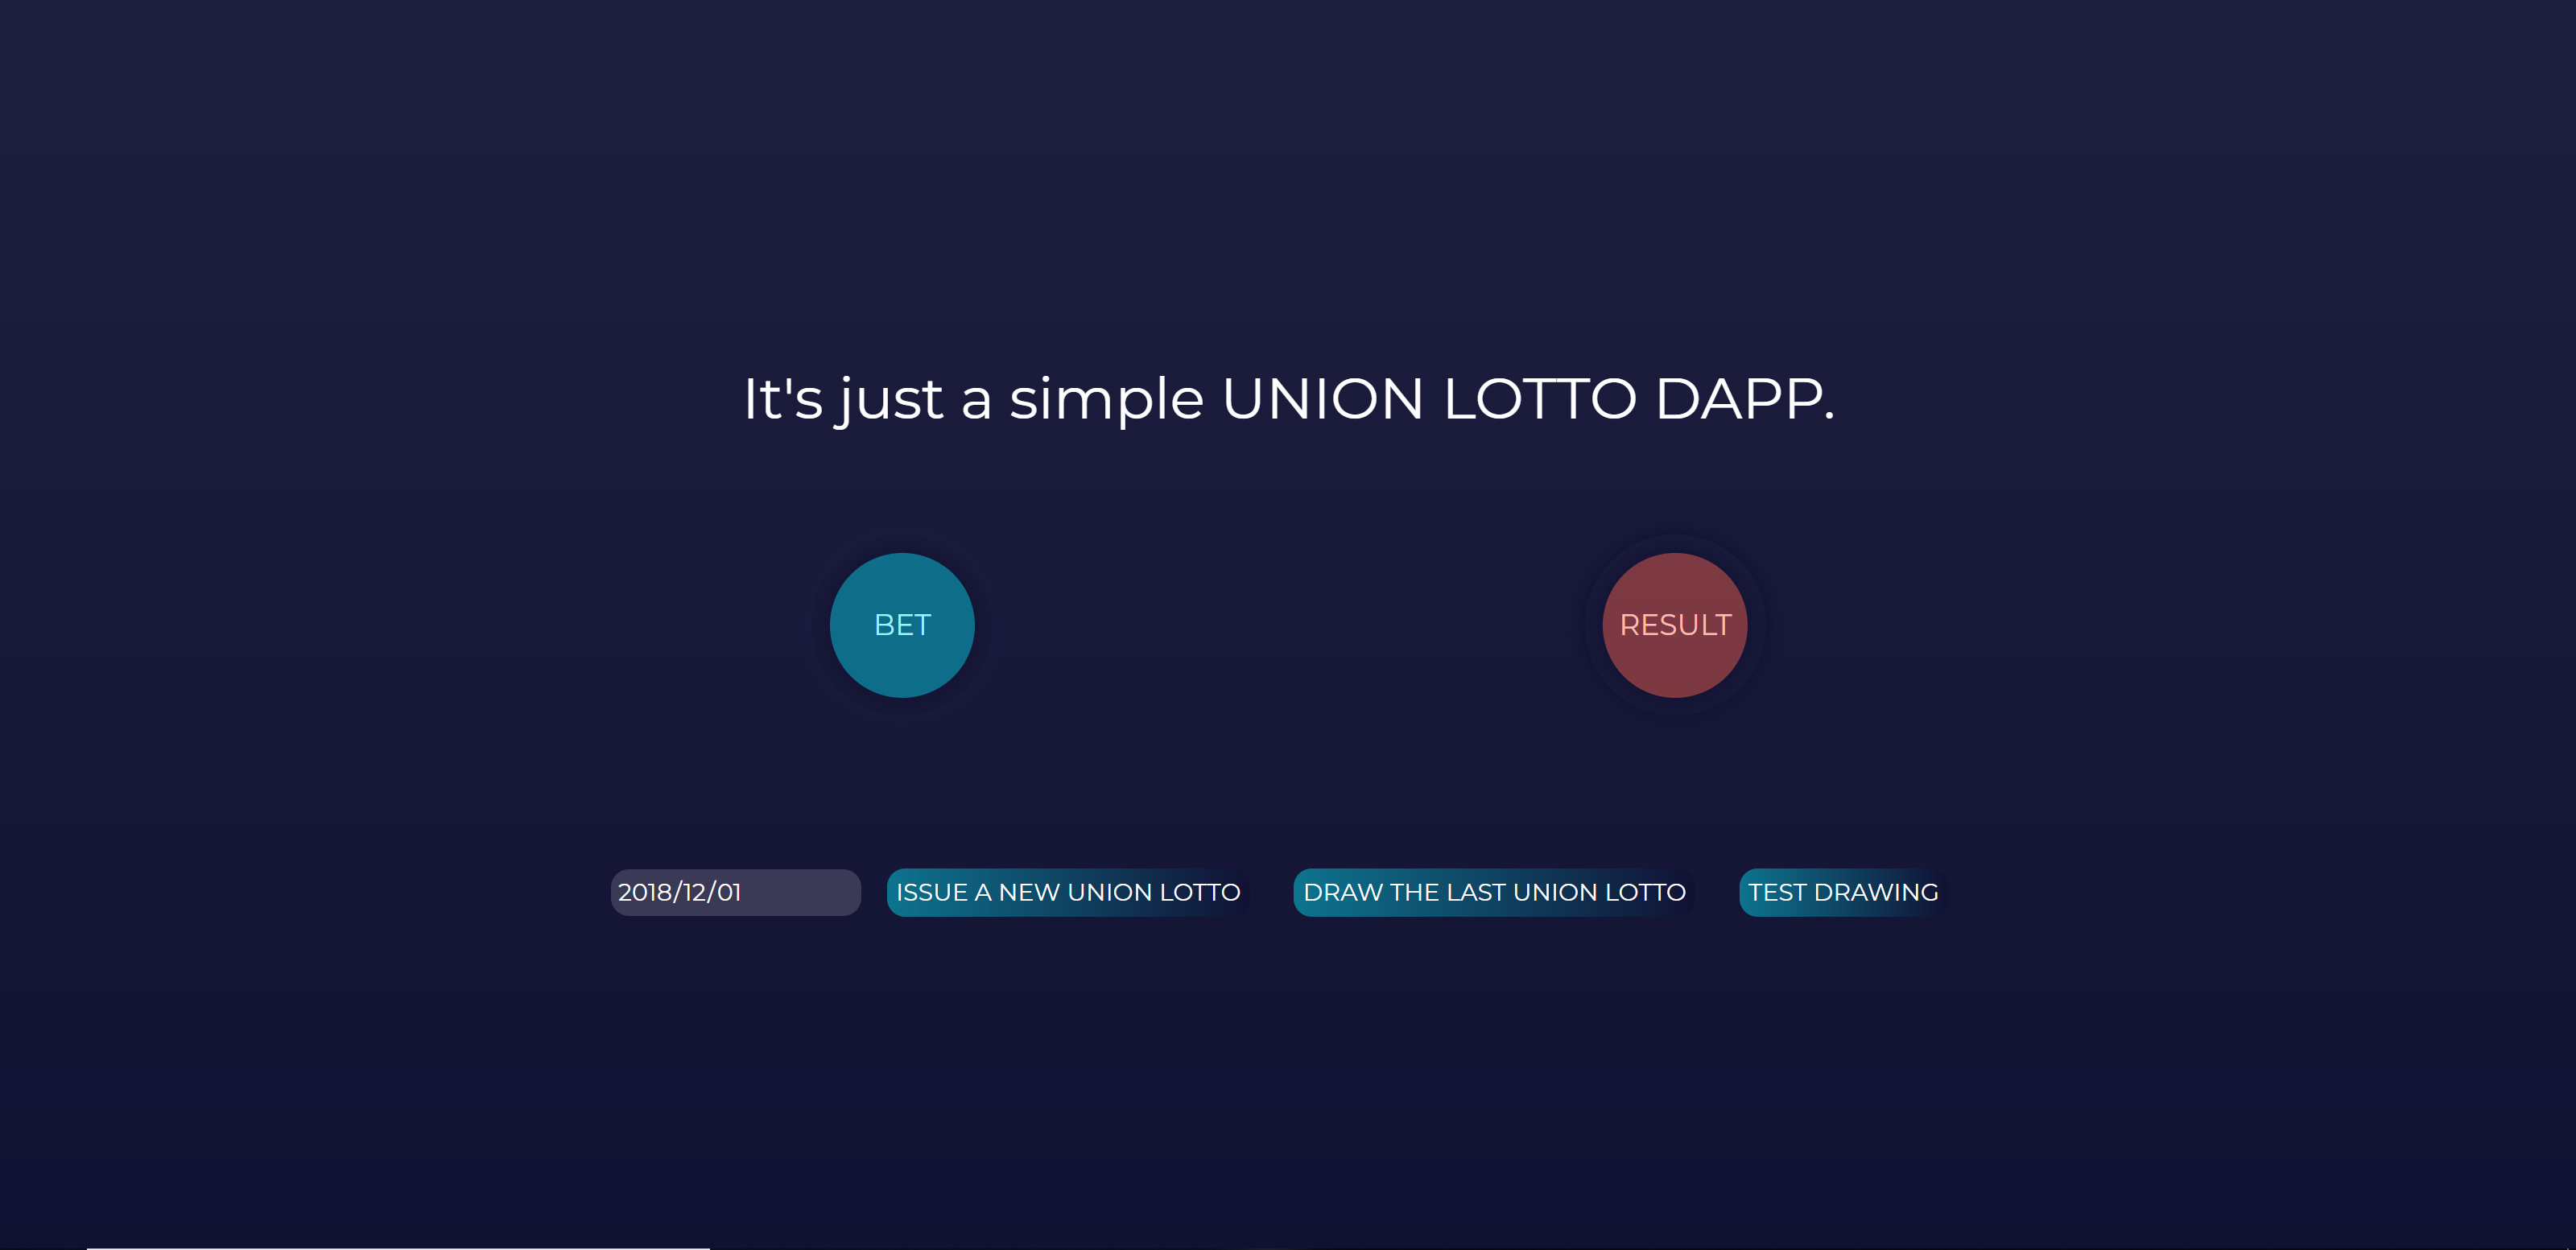 It's just a simple UNION LOTTO DAPP.
BET
RESULT
2018/12/01
ISSUE A NEW UNION LOTTO
DRAW THE LAST UNION LOTTO
TEST DRAWING